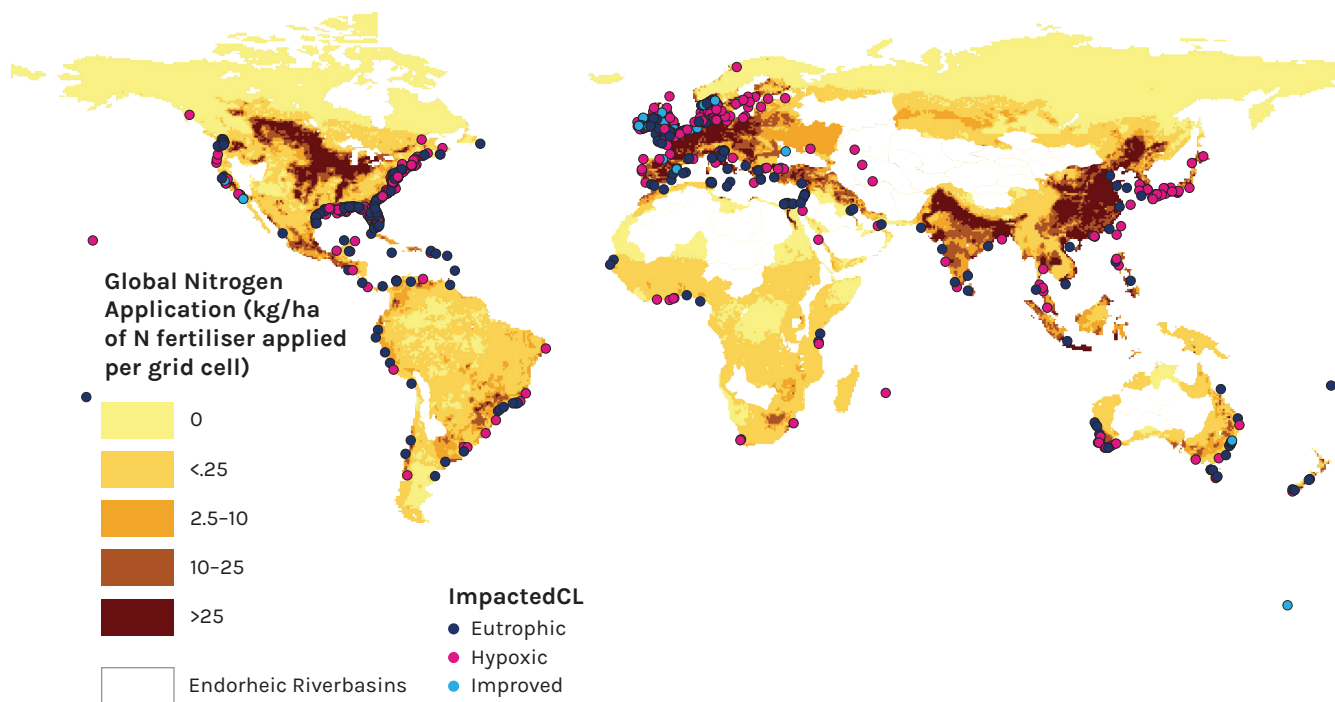 Global Nitrogen
Application (kg/ha
of N fertiliser applied
per grid cell)
0
<.25
2.5–10
10–25
>25
Endorheic Riverbasins
ImpactedCL
Eutrophic
Hypoxic
Improved